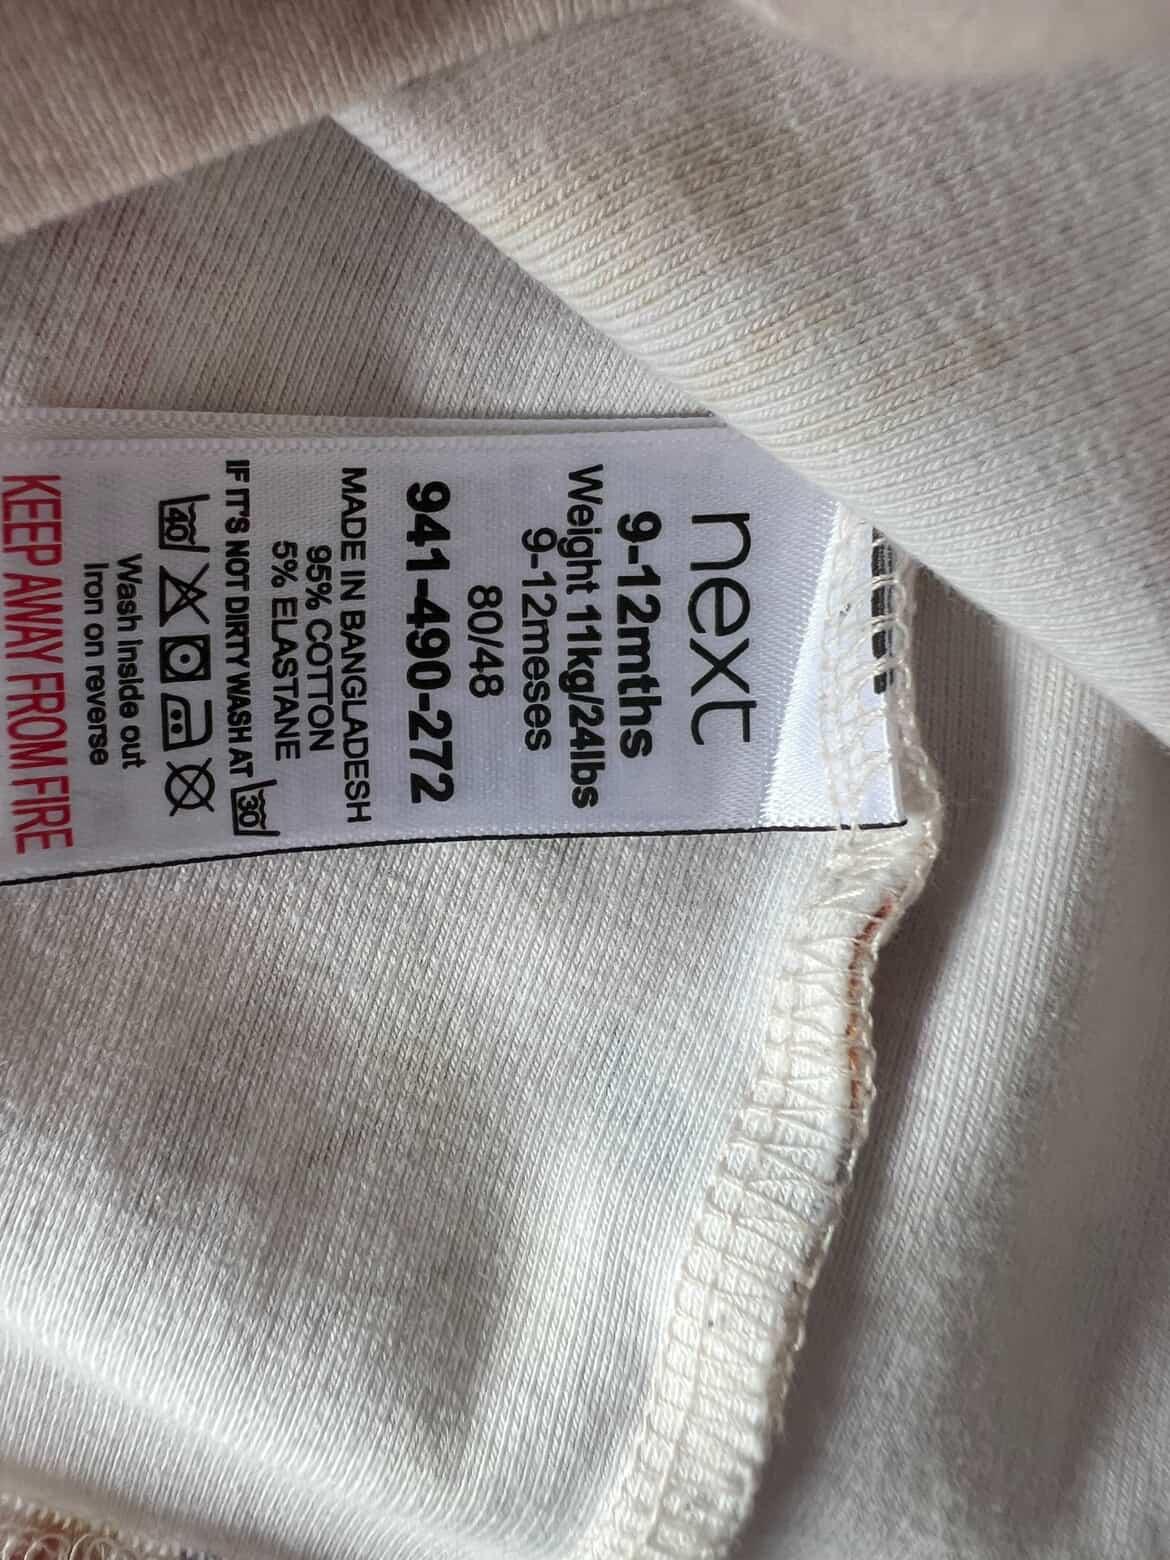 next
9-12mths
Weight 11kg/24lbs
9-12meses
80/48
941-490-272
MADE IN BANGLADESH
95% COTTON
5% ELASTANE
IF IT'S NOT DIRTY WASH AT 30
40
Wash inside out
Iron on reverse
KEEP AWAY FROM FIRE